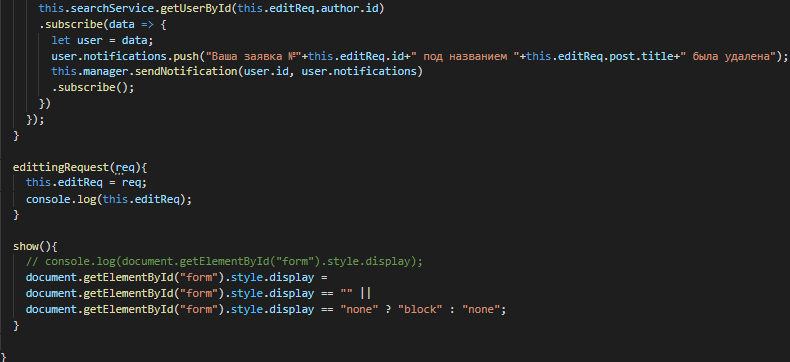 this.searchService.getUserById(this.editReq.author.id)
.subscribe(data => {
let user = data;
user.notifications.push("Ваша заявка №"+this.editReq.id+" под названием "+this.editReq.post.title+" была удалена");
this.manager.sendNotification(user.id, user.notifications)
.subscribe();
})
});
}
edittingRequest(req){
this.editReq = req;
console.log(this.editReq);
}
show(){
// console.log(document.getElementById("form").style.display);
document.getElementById("form").style.display =
document.getElementById("form").style.display == "" ||
document.getElementById("form").style.display == "none" ? "block" : "none";
}
}